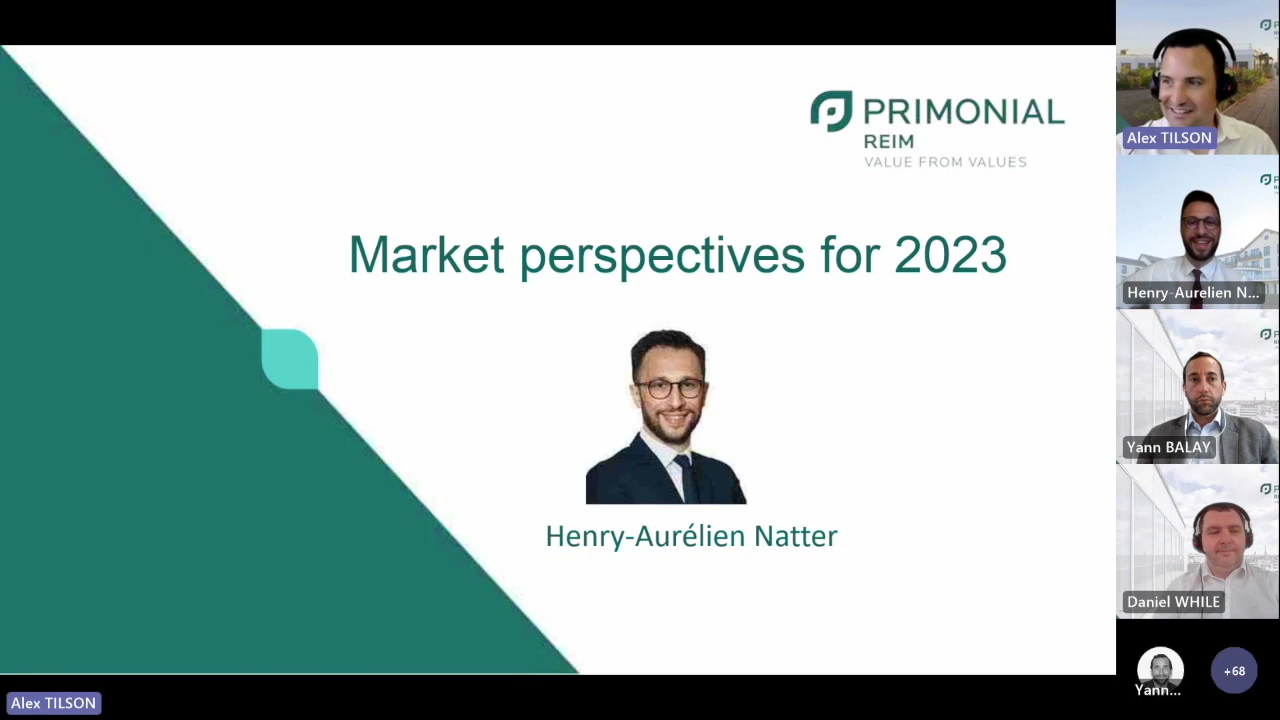 PRIMONIAL
REIM
VALUE FROM VALUES
Market perspectives for 2023
Henry-Aurélien Natter
Alex TILSON
Alex TILSON
Henry-Aurelien N...
Yann BALAY
Daniel WHILE
Yann...
+68